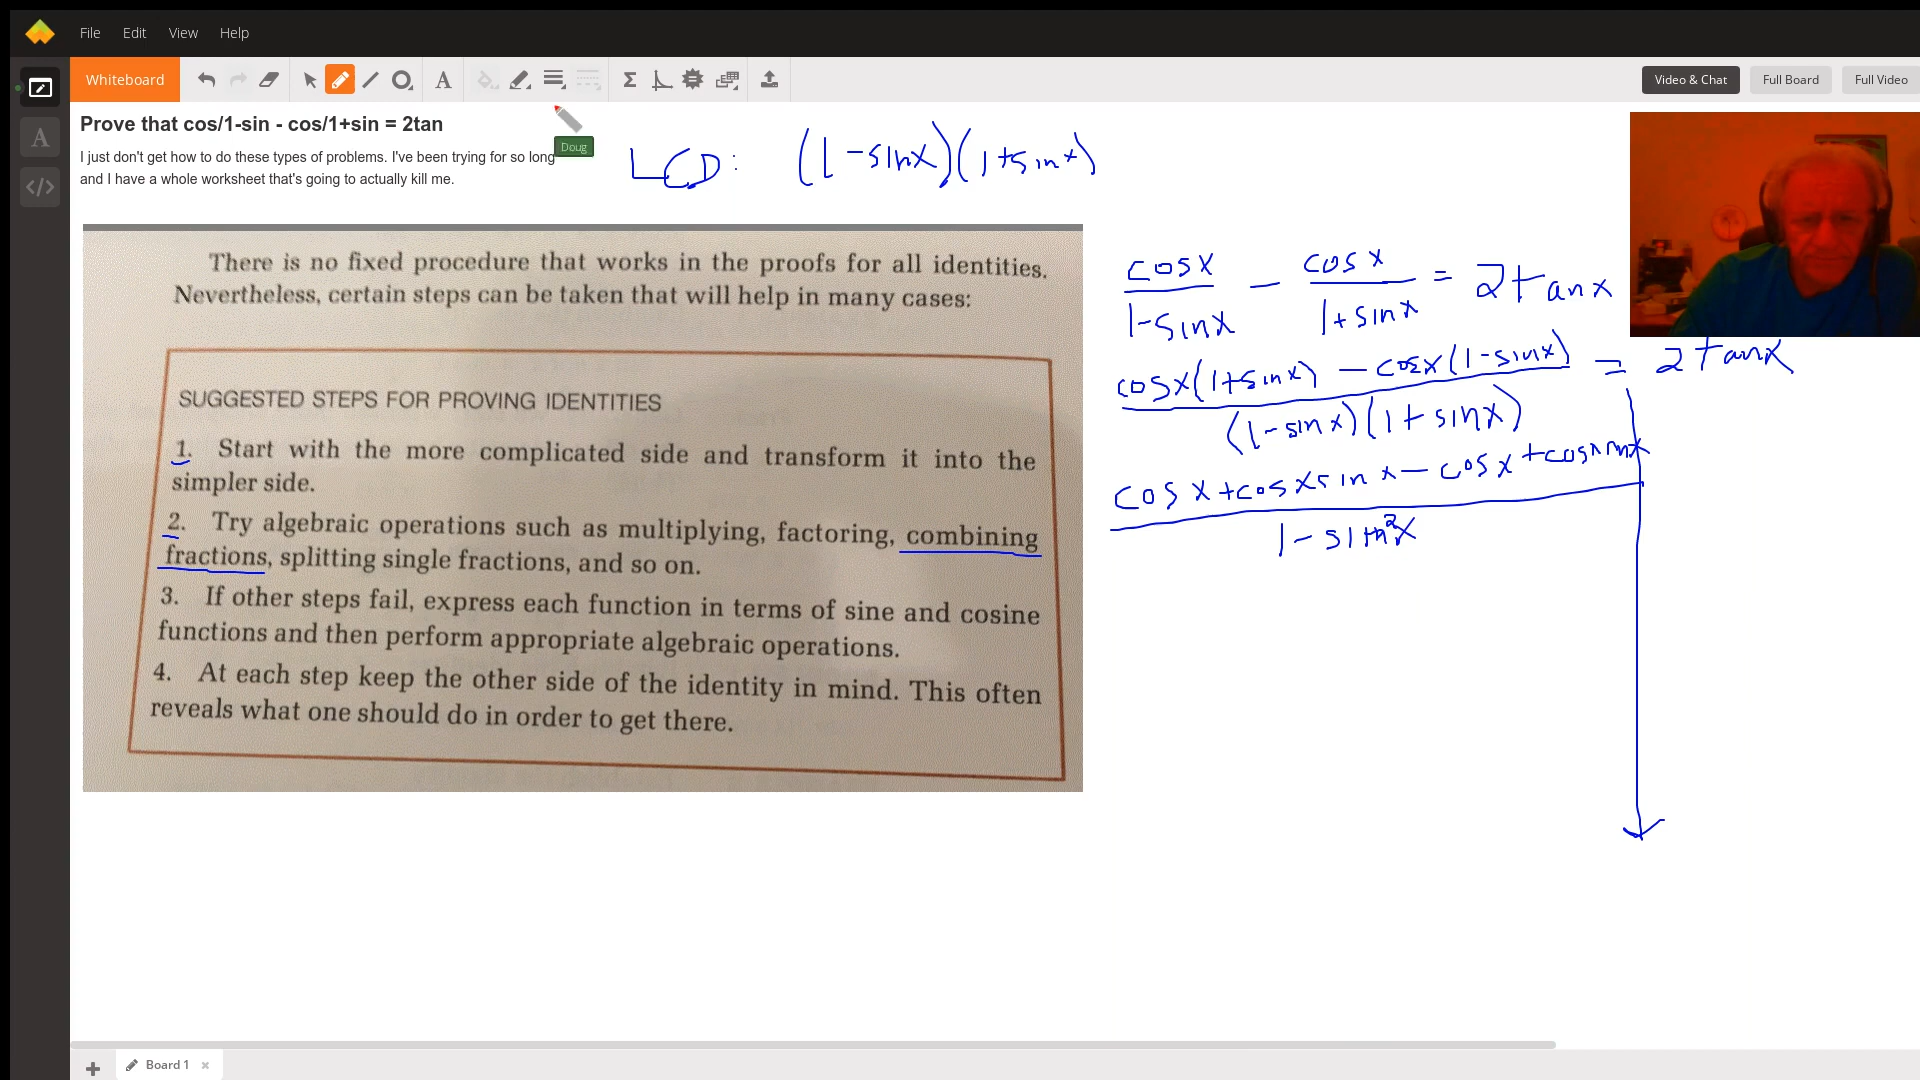 File Edit View Help
Whiteboard
Video & Chat Full Board Full Video
Prove that cos/1-sin - cos/1+sin = 2tan
I just don't get how to do these types of problems. I've been trying for so long
and I have a whole worksheet that's going to actually kill me.
Doug
LCD: (1-sinx)(1+sinx)
There is no fixed procedure that works in the proofs for all identities.
Nevertheless, certain steps can be taken that will help in many cases:
SUGGESTED STEPS FOR PROVING IDENTITIES
1. Start with the more complicated side and transform it into the
simpler side.
2. Try algebraic operations such as multiplying, factoring, combining
fractions, splitting single fractions, and so on.
3. If other steps fail, express each function in terms of sine and cosine
functions and then perform appropriate algebraic operations.
4. At each step keep the other side of the identity in mind. This often
reveals what one should do in order to get there.
cosx - cosx = 2tanx
1-sinx 1+sinx
cosx(1+sinx) - cosx(1-sinx) = 2tanx
(1-sinx)(1+sinx)
cosx+cosxsinx-cosx+cosxsinx
1-sin²x
Board 1